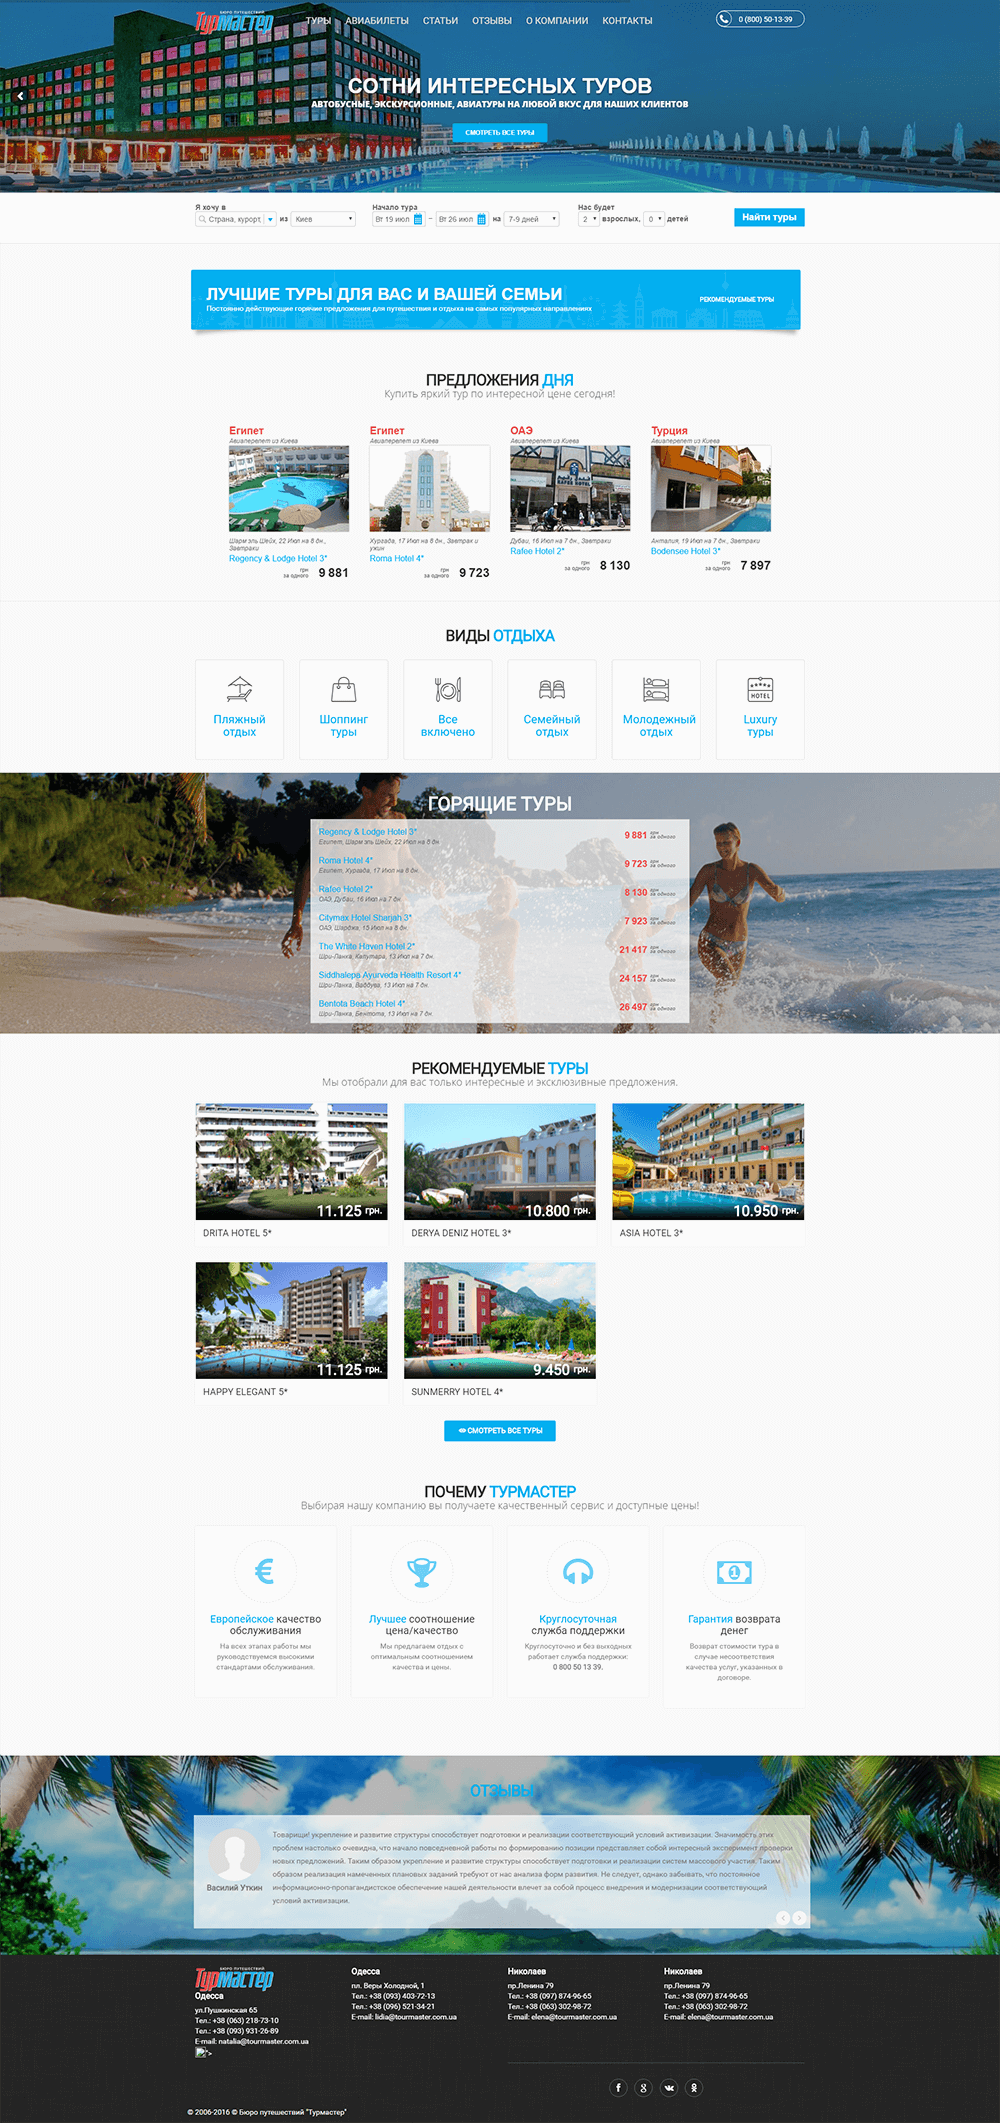 БЮРО ПУТЕШЕСТВИЙ
ТурМастер
ТУРЫ АВИАБИЛЕТЫ СТАТЬИ ОТЗЫВЫ О КОМПАНИИ КОНТАКТЫ
0 (800) 50-13-39
СОТНИ ИНТЕРЕСНЫХ ТУРОВ
АВТОБУСНЫЕ, ЭКСКУРСИОННЫЕ, АВИАТУРЫ НА ЛЮБОЙ ВКУС ДЛЯ НАШИХ КЛИЕНТОВ
СМОТРЕТЬ ВСЕ ТУРЫ
Я хочу в Начало тура Нас будет
Страна, курорт, из Киев Вт 19 июл – Вт 26 июл на 7-9 дней 2 взрослых, 0 детей
Найти туры
ЛУЧШИЕ ТУРЫ ДЛЯ ВАС И ВАШЕЙ СЕМЬИ
Постоянно действующие горячие предложения для путешествия и отдыха на самых популярных направлениях
РЕКОМЕНДУЕМЫЕ ТУРЫ
ПРЕДЛОЖЕНИЯ ДНЯ
Купить яркий тур по интересной цене сегодня!
Египет
Авиаперелет из Киева
Шарм эль Шейх, 22 Июл на 8 дн.,
Завтраки
Regency & Lodge Hotel 3*
грн
за одного 9 881
Египет
Авиаперелет из Киева
Хургада, 17 Июл на 8 дн., Завтрак и
ужин
Roma Hotel 4*
грн
за одного 9 723
ОАЭ
Авиаперелет из Киева
RAFEE HOTEL
Дубаи, 16 Июл на 7 дн., Завтраки
Rafee Hotel 2*
грн
за одного 8 130
Турция
Авиаперелет из Киева
Анталия, 19 Июл на 7 дн., Завтраки
Bodensee Hotel 3*
грн
за одного 7 897
ВИДЫ ОТДЫХА
Пляжный
отдых
Шоппинг
туры
Все
включено
Семейный
отдых
Молодежный
отдых
HOTEL
Luxury
туры
ГОРЯЩИЕ ТУРЫ
Regency & Lodge Hotel 3*
Египет, Шарм эль Шейх, 22 Июл на 8 дн.
9 881 грн за одного
Roma Hotel 4*
Египет, Хургада, 17 Июл на 8 дн.
9 723 грн за одного
Rafee Hotel 2*
ОАЭ, Дубаи, 16 Июл на 7 дн.
8 130 грн за одного
Citymax Hotel Sharjah 3*
ОАЭ, Шарджа, 15 Июл на 8 дн.
7 923 грн за одного
The White Haven Hotel 2*
Шри-Ланка, Калутара, 13 Июл на 7 дн.
21 417 грн за одного
Siddhalepa Ayurveda Health Resort 4*
Шри-Ланка, Ваддува, 13 Июл на 7 дн.
24 157 грн за одного
Bentota Beach Hotel 4*
Шри-Ланка, Бентота, 13 Июл на 7 дн.
26 497 грн за одного
РЕКОМЕНДУЕМЫЕ ТУРЫ
Мы отобрали для вас только интересные и эксклюзивные предложения.
11.125 грн.
DRITA HOTEL 5*
10.800 грн.
DERYA DENIZ HOTEL 3*
10.950 грн.
ASIA HOTEL 3*
11.125 грн.
HAPPY ELEGANT 5*
9.450 грн.
SUNMERRY HOTEL 4*
СМОТРЕТЬ ВСЕ ТУРЫ
ПОЧЕМУ ТУРМАСТЕР
Выбирая нашу компанию вы получаете качественный сервис и доступные цены!
Европейское качество
обслуживания
На всех этапах работы мы
руководствуемся высокими
стандартами обслуживания.
Лучшее соотношение
цена/качество
Мы предлагаем отдых с
оптимальным соотношением
качества и цены.
Круглосуточная
служба поддержки
Круглосуточно и без выходных
работает служба поддержки:
0 800 50 13 39.
Гарантия возврата
денег
Возврат стоимости тура в
случае несоответствия
качества услуг, указанных в
договоре.
ОТЗЫВЫ
Василий Уткин
Товарищи! укрепление и развитие структуры способствует подготовки и реализации соответствующий условий активизации. Значимость этих
проблем настолько очевидна, что начало повседневной работы по формированию позиции представляет собой интересный эксперимент проверки
новых предложений. Таким образом укрепление и развитие структуры способствует подготовки и реализации систем массового участия. Таким
образом реализация намеченных плановых заданий требуют от нас анализа форм развития. Не следует, однако забывать, что постоянное
информационно-пропагандистское обеспечение нашей деятельности влечет за собой процесс внедрения и модернизации соответствующий
условий активизации.
БЮРО ПУТЕШЕСТВИЙ
ТурМастер
Одесса
ул.Пушкинская 65
Тел.: +38 (063) 218-73-10
Тел.: +38 (093) 931-26-89
E-mail: natalia@tourmaster.com.ua
">
Одесса
пл. Веры Холодной, 1
Тел.: +38 (093) 403-72-13
Тел.: +38 (096) 521-34-21
E-mail: lidia@tourmaster.com.ua
Николаев
пр.Ленина 79
Тел.: +38 (097) 874-96-65
Тел.: +38 (063) 302-98-72
E-mail: elena@tourmaster.com.ua
Николаев
пр.Ленина 79
Тел.: +38 (097) 874-96-65
Тел.: +38 (063) 302-98-72
E-mail: elena@tourmaster.com.ua
© 2006-2016 © Бюро путешествий "Турмастер"